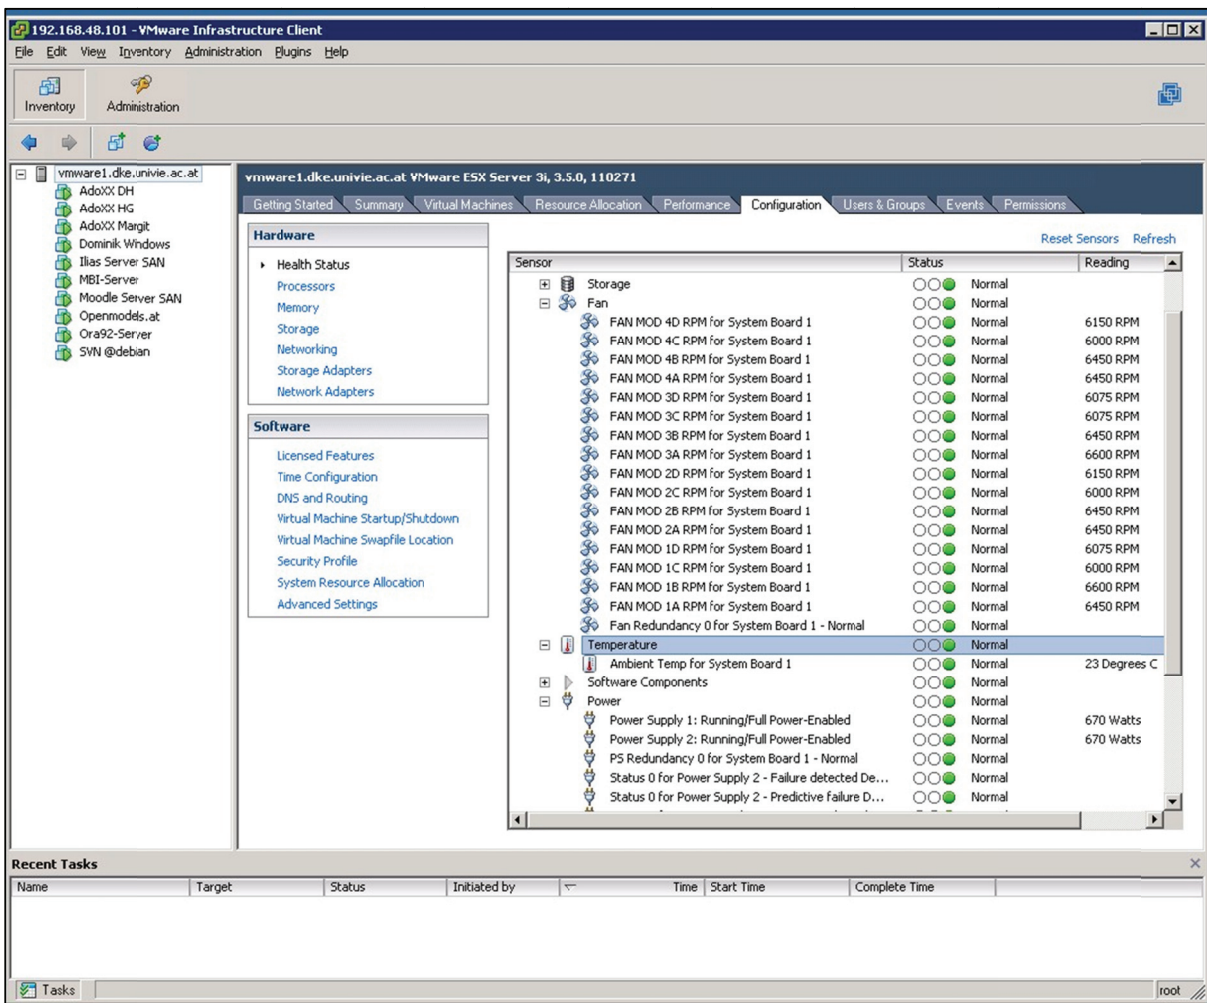 192.168.48.101 - VMware Infrastructure Client
File Edit View Inventory Administration Plugins Help
Inventory Administration
vmware1.dke.univie.ac.at
AdoXX DH
AdoXX HG
AdoXX Margit
Dominik Windows
Ilias Server SAN
MBI-Server
Moodle Server SAN
Openmodels.at
Ora92-Server
SVN @debian
vmware1.dke.univie.ac.at VMware ESX Server 3i, 3.5.0, 110271
Getting Started Summary Virtual Machines Resource Allocation Performance Configuration Users & Groups Events Permissions
Hardware
Health Status
Processors
Memory
Storage
Networking
Storage Adapters
Network Adapters
Software
Licensed Features
Time Configuration
DNS and Routing
Virtual Machine Startup/Shutdown
Virtual Machine Swapfile Location
Security Profile
System Resource Allocation
Advanced Settings
Reset Sensors Refresh
Sensor Status Reading
Storage Normal
Fan Normal
FAN MOD 4D RPM for System Board 1 Normal 6150 RPM
FAN MOD 4C RPM for System Board 1 Normal 6000 RPM
FAN MOD 4B RPM for System Board 1 Normal 6450 RPM
FAN MOD 4A RPM for System Board 1 Normal 6450 RPM
FAN MOD 3D RPM for System Board 1 Normal 6075 RPM
FAN MOD 3C RPM for System Board 1 Normal 6075 RPM
FAN MOD 3B RPM for System Board 1 Normal 6450 RPM
FAN MOD 3A RPM for System Board 1 Normal 6600 RPM
FAN MOD 2D RPM for System Board 1 Normal 6150 RPM
FAN MOD 2C RPM for System Board 1 Normal 6000 RPM
FAN MOD 2B RPM for System Board 1 Normal 6450 RPM
FAN MOD 2A RPM for System Board 1 Normal 6450 RPM
FAN MOD 1D RPM for System Board 1 Normal 6075 RPM
FAN MOD 1C RPM for System Board 1 Normal 6000 RPM
FAN MOD 1B RPM for System Board 1 Normal 6600 RPM
FAN MOD 1A RPM for System Board 1 Normal 6450 RPM
Fan Redundancy 0 for System Board 1 - Normal Normal
Temperature Normal
Ambient Temp for System Board 1 Normal 23 Degrees C
Software Components Normal
Power Normal
Power Supply 1: Running/Full Power-Enabled Normal 670 Watts
Power Supply 2: Running/Full Power-Enabled Normal 670 Watts
PS Redundancy 0 for System Board 1 - Normal Normal
Status 0 for Power Supply 2 - Failure detected De... Normal
Status 0 for Power Supply 2 - Predictive failure D... Normal
Recent Tasks
Name Target Status Initiated by Time Start Time Complete Time
Tasks root